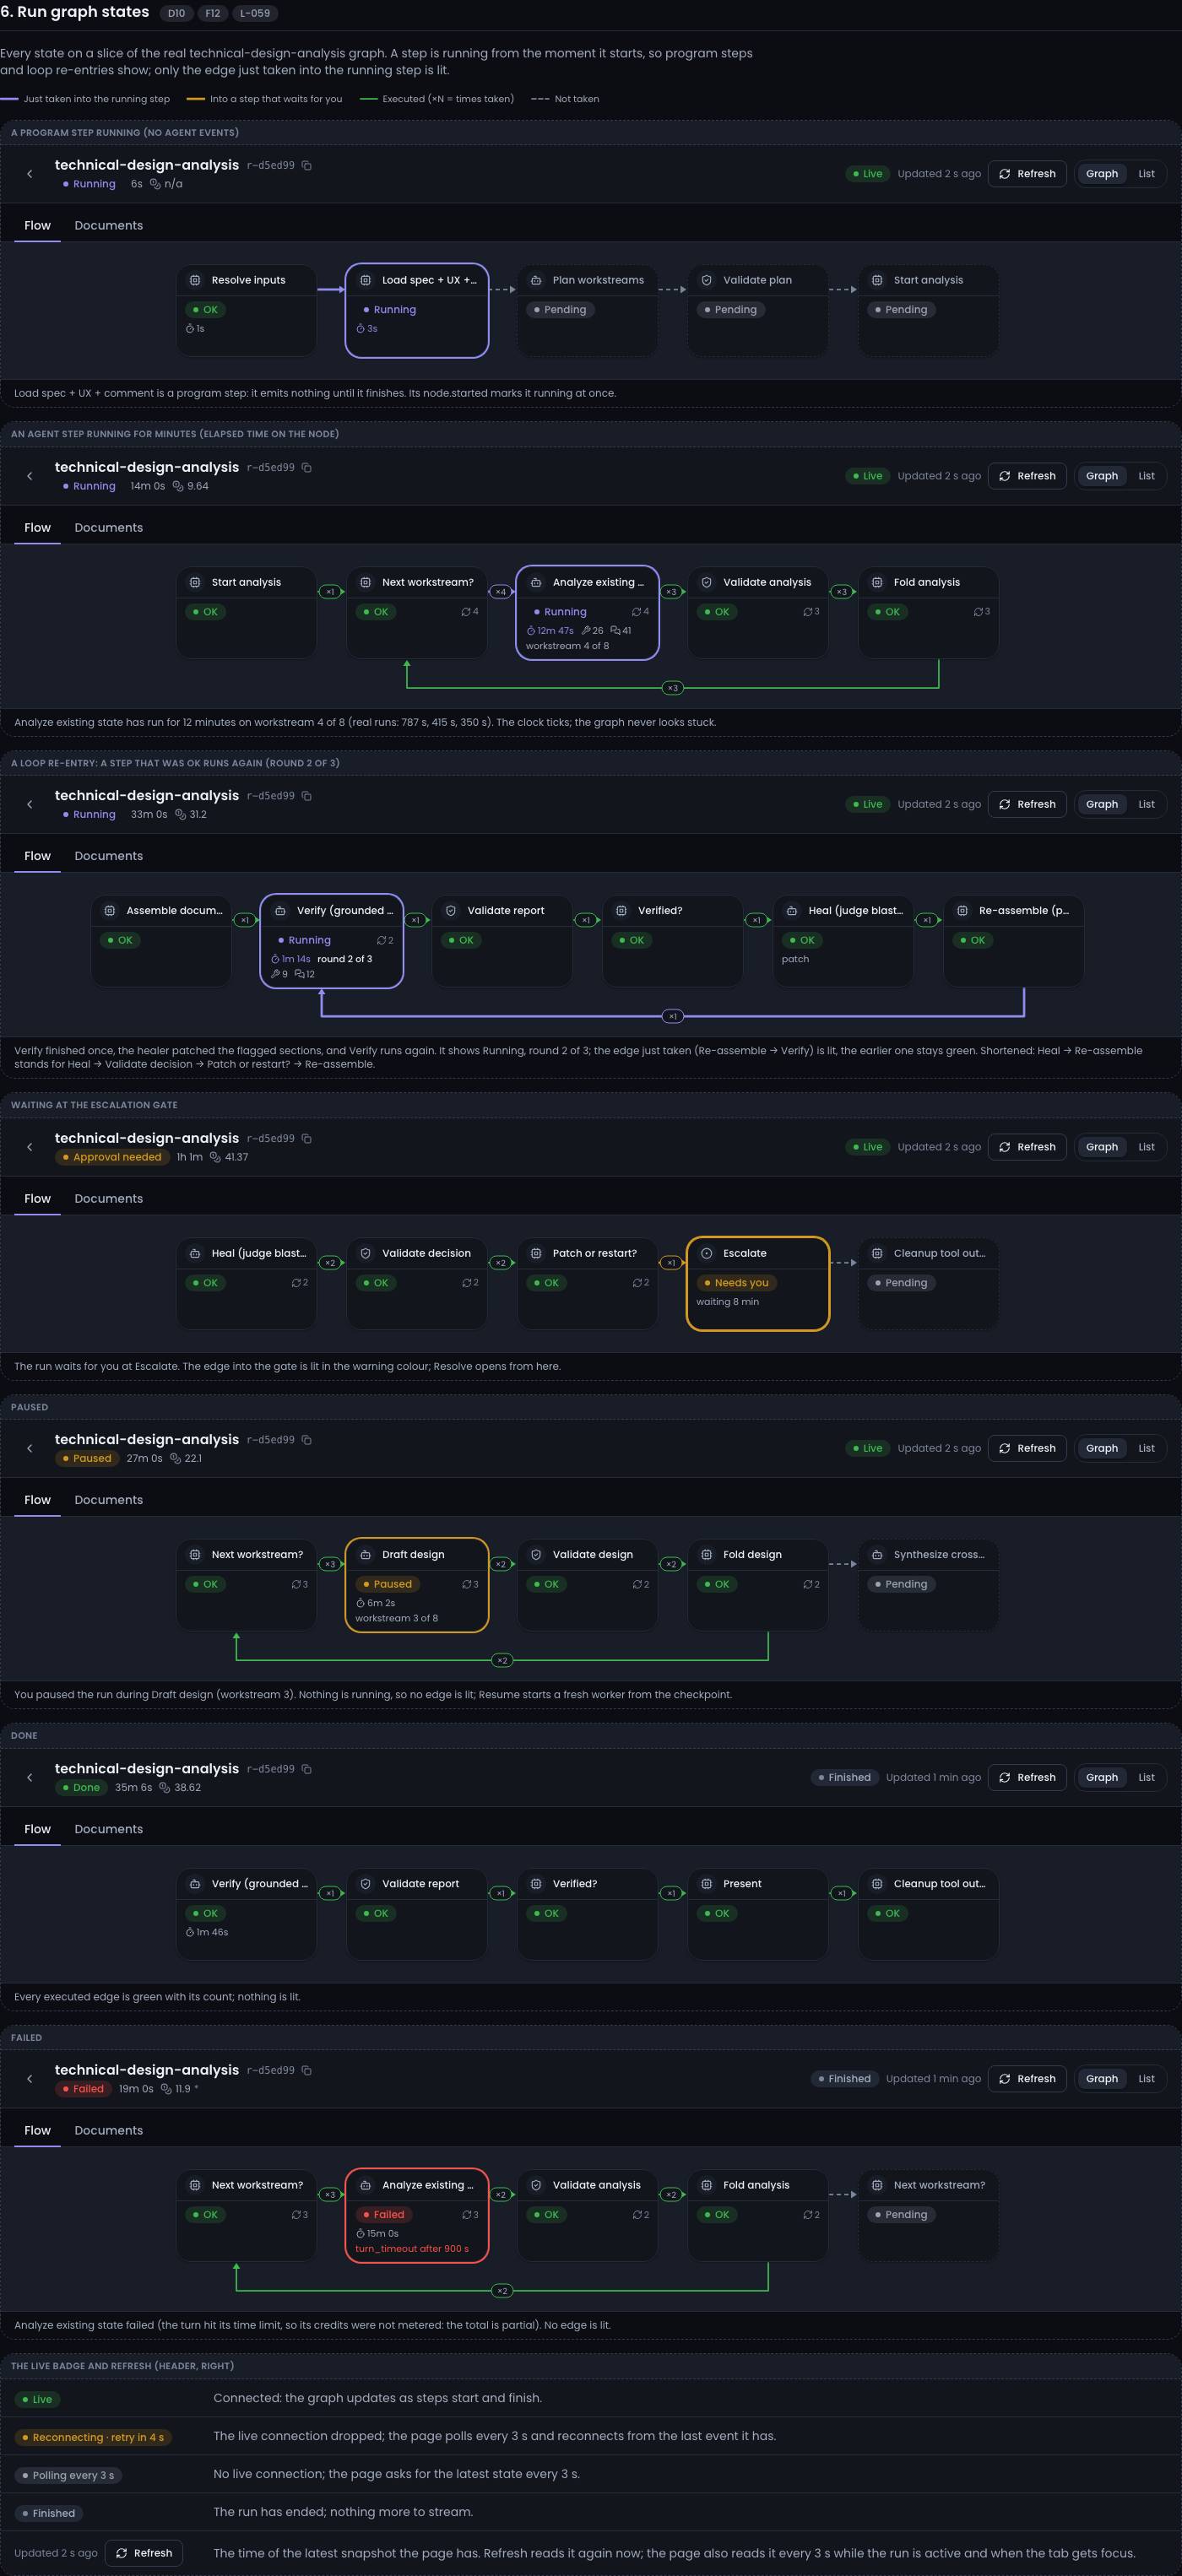 6. Run graph states D10 F12 L-059
Every state on a slice of the real technical-design-analysis graph. A step is running from the moment it starts, so program steps
and loop re-entries show; only the edge just taken into the running step is lit.
Just taken into the running step Into a step that waits for you Executed (×N = times taken) Not taken
A PROGRAM STEP RUNNING (NO AGENT EVENTS)
technical-design-analysis r-d5ed99
Running 6s n/a
Live Updated 2 s ago Refresh Graph List
Flow Documents
Resolve inputs Load spec + UX +... Plan workstreams Validate plan Start analysis
OK Running Pending Pending Pending
1s 3s
Load spec + UX + comment is a program step: it emits nothing until it finishes. Its node.started marks it running at once.
AN AGENT STEP RUNNING FOR MINUTES (ELAPSED TIME ON THE NODE)
technical-design-analysis r-d5ed99
Running 14m 0s 9.64
Live Updated 2 s ago Refresh Graph List
Flow Documents
Start analysis ×1 Next workstream? ×4 Analyze existing ... ×3 Validate analysis ×3 Fold analysis
OK OK 4 Running 4 OK 3 OK 3
12m 47s 26 41
workstream 4 of 8
×3
Analyze existing state has run for 12 minutes on workstream 4 of 8 (real runs: 787 s, 415 s, 350 s). The clock ticks; the graph never looks stuck.
A LOOP RE-ENTRY: A STEP THAT WAS OK RUNS AGAIN (ROUND 2 OF 3)
technical-design-analysis r-d5ed99
Running 33m 0s 31.2
Live Updated 2 s ago Refresh Graph List
Flow Documents
Assemble docum... ×1 Verify (grounded ... ×1 Validate report ×1 Verified? ×1 Heal (judge blast... ×1 Re-assemble (p...
OK Running 2 OK OK OK OK
1m 14s round 2 of 3 patch
9 12
×1
Verify finished once, the healer patched the flagged sections, and Verify runs again. It shows Running, round 2 of 3; the edge just taken (Re-assemble → Verify) is lit, the earlier one stays green. Shortened: Heal → Re-assemble
stands for Heal → Validate decision → Patch or restart? → Re-assemble.
WAITING AT THE ESCALATION GATE
technical-design-analysis r-d5ed99
Approval needed 1h 1m 41.37
Live Updated 2 s ago Refresh Graph List
Flow Documents
Heal (judge blast... ×2 Validate decision ×2 Patch or restart? ×1 Escalate Cleanup tool out...
OK 2 OK 2 OK 2 Needs you Pending
waiting 8 min
The run waits for you at Escalate. The edge into the gate is lit in the warning colour; Resolve opens from here.
PAUSED
technical-design-analysis r-d5ed99
Paused 27m 0s 22.1
Live Updated 2 s ago Refresh Graph List
Flow Documents
Next workstream? ×3 Draft design ×2 Validate design ×2 Fold design Synthesize cross...
OK 3 Paused 3 OK 2 OK 2 Pending
6m 2s
workstream 3 of 8
×2
You paused the run during Draft design (workstream 3). Nothing is running, so no edge is lit; Resume starts a fresh worker from the checkpoint.
DONE
technical-design-analysis r-d5ed99
Done 35m 6s 38.62
Finished Updated 1 min ago Refresh Graph List
Flow Documents
Verify (grounded ... ×1 Validate report ×1 Verified? ×1 Present ×1 Cleanup tool out...
OK OK OK OK OK
1m 46s
Every executed edge is green with its count; nothing is lit.
FAILED
technical-design-analysis r-d5ed99
Failed 19m 0s 11.9 *
Finished Updated 1 min ago Refresh Graph List
Flow Documents
Next workstream? ×3 Analyze existing ... ×2 Validate analysis ×2 Fold analysis Next workstream?
OK 3 Failed 3 OK 2 OK 2 Pending
15m 0s
turn_timeout after 900 s
×2
Analyze existing state failed (the turn hit its time limit, so its credits were not metered: the total is partial). No edge is lit.
THE LIVE BADGE AND REFRESH (HEADER, RIGHT)
Live Connected: the graph updates as steps start and finish.
Reconnecting · retry in 4 s The live connection dropped; the page polls every 3 s and reconnects from the last event it has.
Polling every 3 s No live connection; the page asks for the latest state every 3 s.
Finished The run has ended; nothing more to stream.
Updated 2 s ago Refresh The time of the latest snapshot the page has. Refresh reads it again now; the page also reads it every 3 s while the run is active and when the tab gets focus.